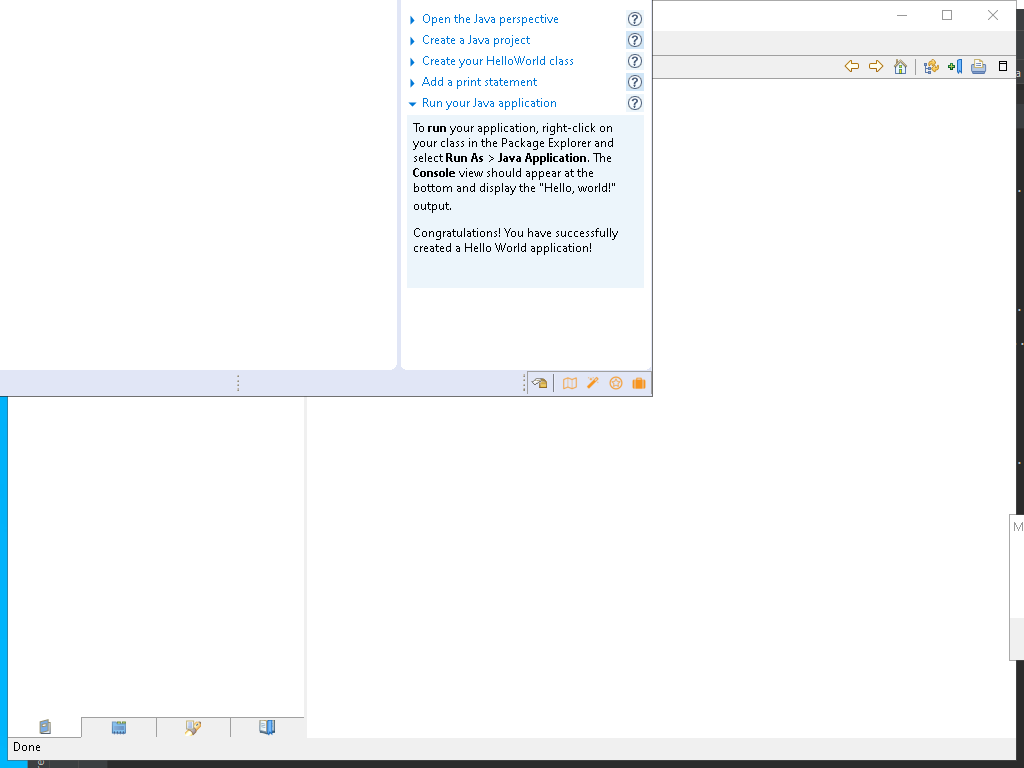 Open the Java perspective
Create a Java project
Create your HelloWorld class
Add a print statement
Run your Java application
To run your application, right-click on
your class in the Package Explorer and
select Run As > Java Application. The
Console view should appear at the
bottom and display the "Hello, world!"
output.
Congratulations! You have successfully
created a Hello World application!
M
Done